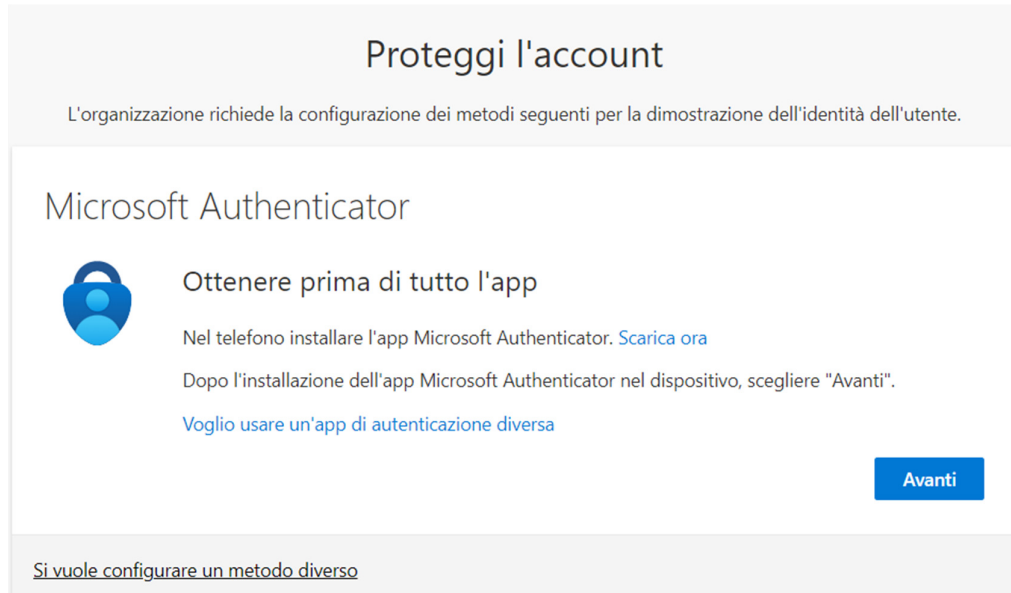 Proteggi l'account
L'organizzazione richiede la configurazione dei metodi seguenti per la dimostrazione dell'identità dell'utente.
Microsoft Authenticator
Ottenere prima di tutto l'app
Nel telefono installare l'app Microsoft Authenticator. Scarica ora
Dopo l'installazione dell'app Microsoft Authenticator nel dispositivo, scegliere "Avanti".
Voglio usare un'app di autenticazione diversa
Avanti
Si vuole configurare un metodo diverso